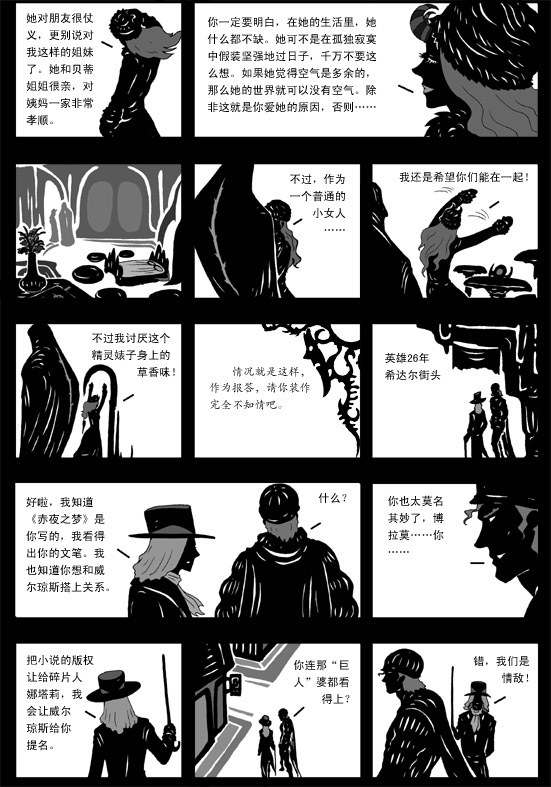 她对朋友很仗
义，更别说对
我这样的姐妹
了。她和贝蒂
姐姐很亲，对
姨妈一家非常
孝顺。
你一定要明白，在她的生活里，她
什么都不缺。她可不是在孤独寂寞
中假装坚强地过日子，千万不要这
么想。如果她觉得空气是多余的，
那么她的世界就可以没有空气。除
非这就是你爱她的原因，否则……
不过，作为
一个普通的
小女人
……
我还是希望你们能在一起！
不过我讨厌这个
精灵婊子身上的
草香味！
情况就是这样，
作为报答，请你装作
完全不知情吧。
英雄26年
希达尔街头
好啦，我知道
《赤夜之梦》是
你写的，我看得
出你的文笔。我
也知道你想和威
尔琼斯搭上关系。
什么？
你也太莫名
其妙了，博
拉莫……你
……
把小说的版权
让给碎片人
娜塔莉，我
会让威尔
琼斯给你
提名。
你连那“巨
人”婆都看
得上？
错，我们是
情敌！